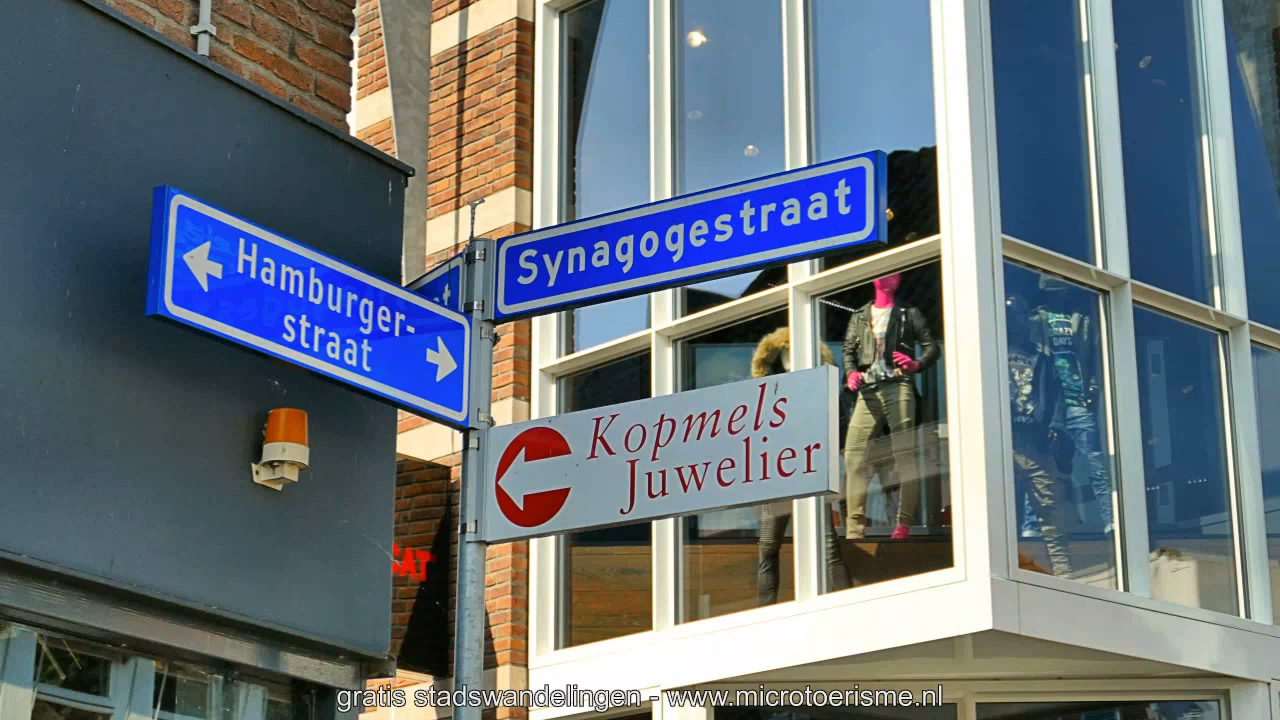 Hamburger-
straat
Synagogestraat
Kopmels
Juwelier
gratis stadswandelingen - www.microtoerisme.nl